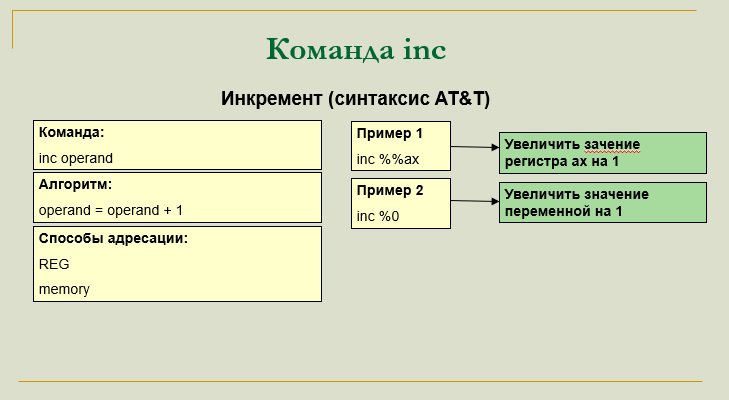 Команда inc
Инкремент (синтаксис AT&T)
Команда:
inc operand
Алгоритм:
operand = operand + 1
Способы адресации:
REG
memory
Пример 1
inc %%ax
Увеличить зачение
регистра ax на 1
Пример 2
inc %0
Увеличить значение
переменной на 1